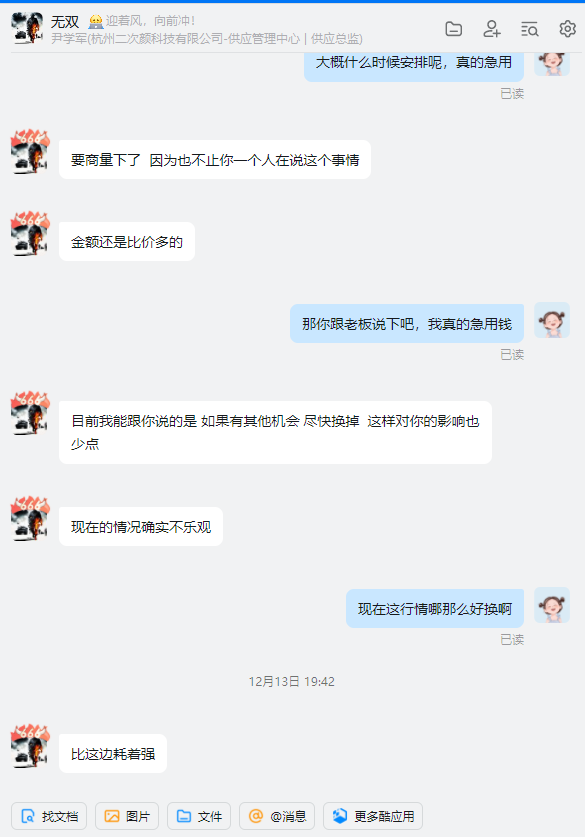 无双 迎着风，向前冲！
尹学军(杭州二次颜科技有限公司-供应管理中心 | 供应总监)
大概什么时候安排呢，真的急用
已读
要商量下了 因为也不止你一个人在说这个事情
金额还是比价多的
那你跟老板说下吧，我真的急用钱
已读
目前我能跟你说的是 如果有其他机会 尽快换掉 这样对你的影响也
少点
现在的情况确实不乐观
现在这行情哪那么好换啊
已读
12月13日 19:42
比这边耗着强
找文档 图片 文件 @消息 更多酷应用